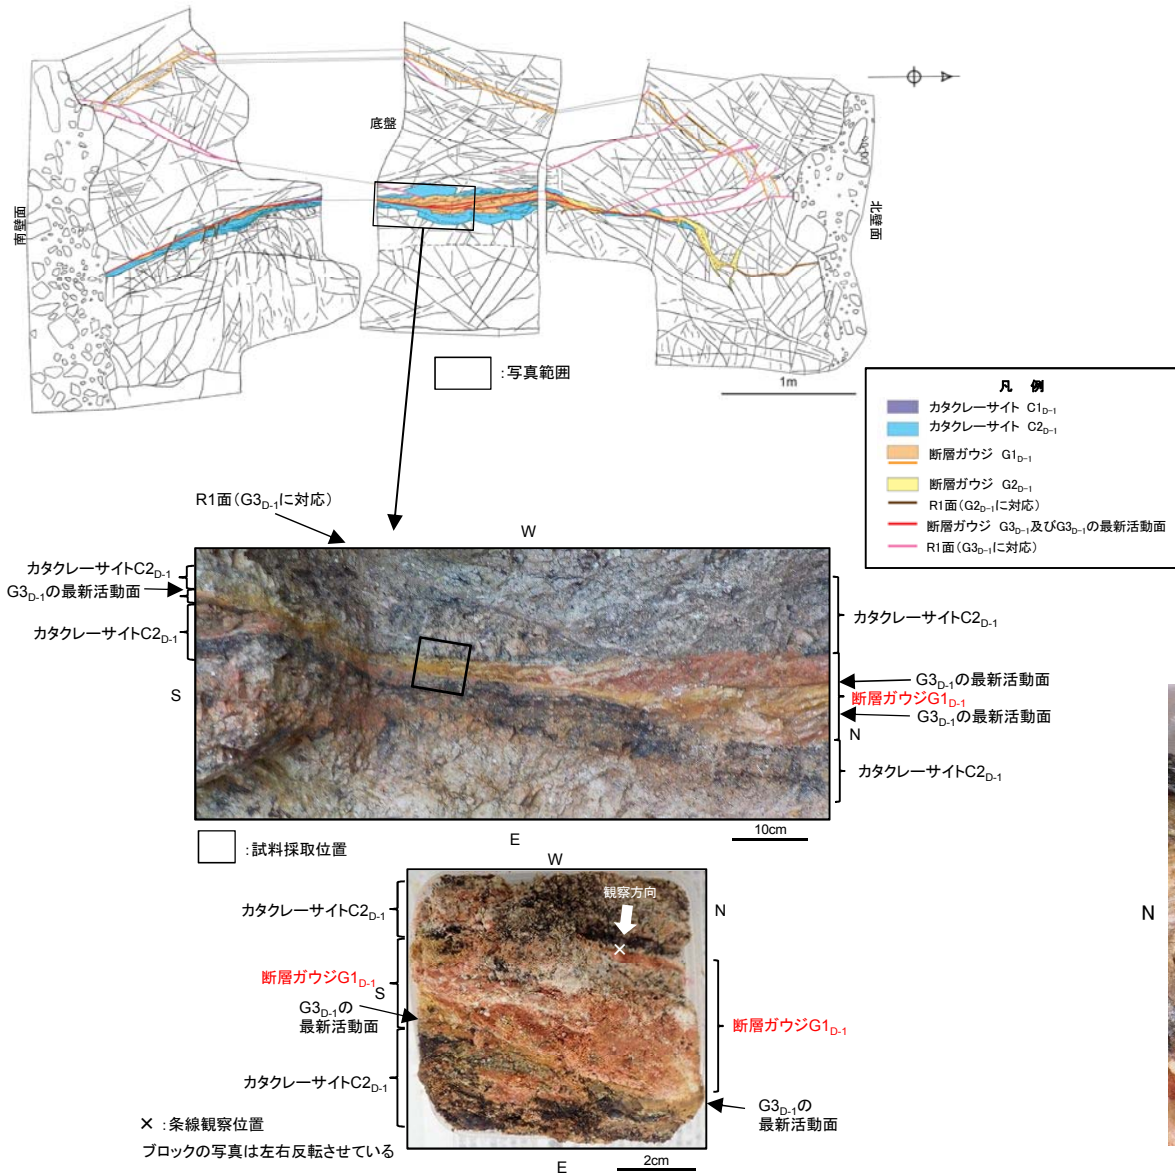 底盤
南壁面
北壁面
:写真範囲
1m
凡 例
カタクレーサイト C1D-1
カタクレーサイト C2D-1
断層ガウジ G1D-1
断層ガウジ G2D-1
R1面(G2D-1に対応)
断層ガウジ G3D-1及びG3D-1の最新活動面
R1面(G3D-1に対応)
R1面(G3D-1に対応)
W
カタクレーサイトC2D-1
G3D-1の最新活動面
カタクレーサイトC2D-1
S
カタクレーサイトC2D-1
G3D-1の最新活動面
断層ガウジG1D-1
G3D-1の最新活動面
N
カタクレーサイトC2D-1
E
10cm
:試料採取位置
W
カタクレーサイトC2D-1
観察方向
×
N
断層ガウジG1D-1
S
G3D-1の
最新活動面
断層ガウジG1D-1
カタクレーサイトC2D-1
G3D-1の
最新活動面
× :条線観察位置
ブロックの写真は左右反転させている
E
2cm
N